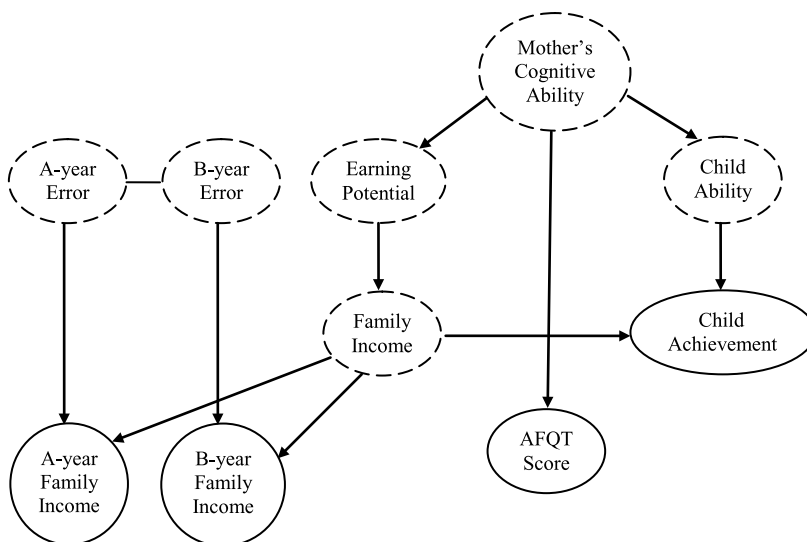 Mother’s
Cognitive
Ability
A-year
Error
B-year
Error
Earning
Potential
Child
Ability
Family
Income
Child
Achievement
A-year
Family
Income
B-year
Family
Income
AFQT
Score